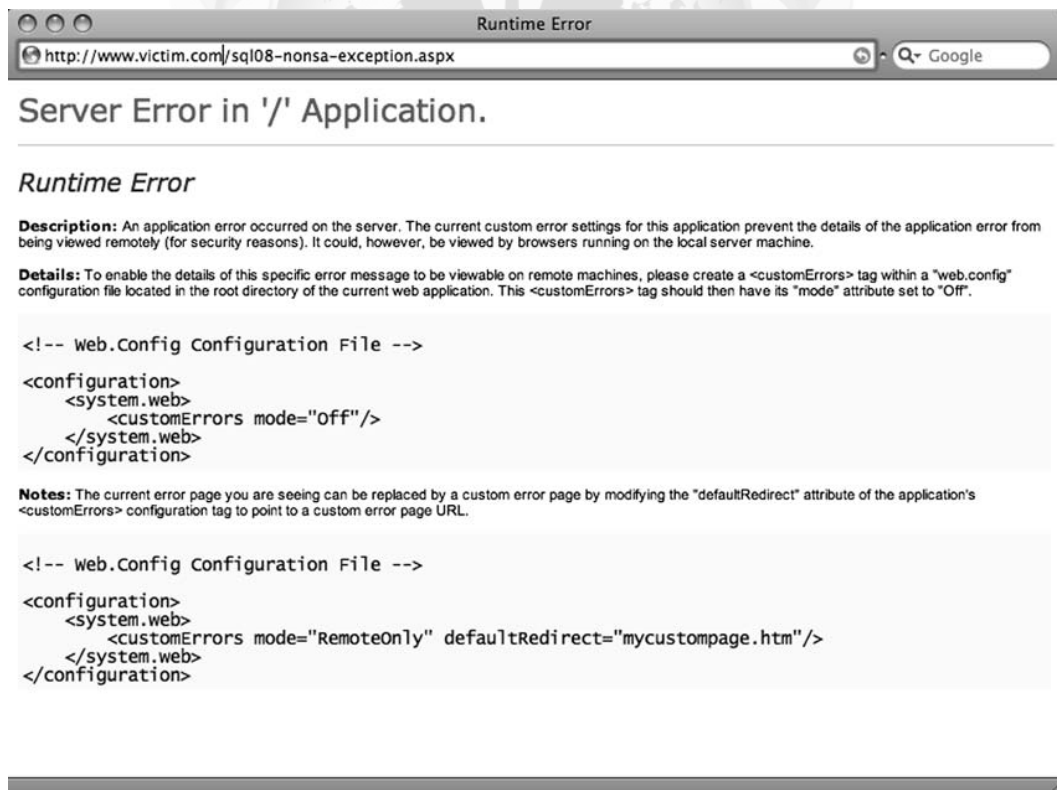 Runtime Error
http://www.victim.com/sql08-nonsa-exception.aspx
Google
Server Error in '/' Application.
Runtime Error
Description: An application error occurred on the server. The current custom error settings for this application prevent the details of the application error from
being viewed remotely (for security reasons). It could, however, be viewed by browsers running on the local server machine.
Details: To enable the details of this specific error message to be viewable on remote machines, please create a <customErrors> tag within a "web.config"
configuration file located in the root directory of the current web application. This <customErrors> tag should then have its "mode" attribute set to "Off".
<!-- Web.Config Configuration File -->
<configuration>
    <system.web>
        <customErrors mode="Off"/>
    </system.web>
</configuration>
Notes: The current error page you are seeing can be replaced by a custom error page by modifying the "defaultRedirect" attribute of the application's
<customErrors> configuration tag to point to a custom error page URL.
<!-- Web.Config Configuration File -->
<configuration>
    <system.web>
        <customErrors mode="RemoteOnly" defaultRedirect="mycustompage.htm"/>
    </system.web>
</configuration>